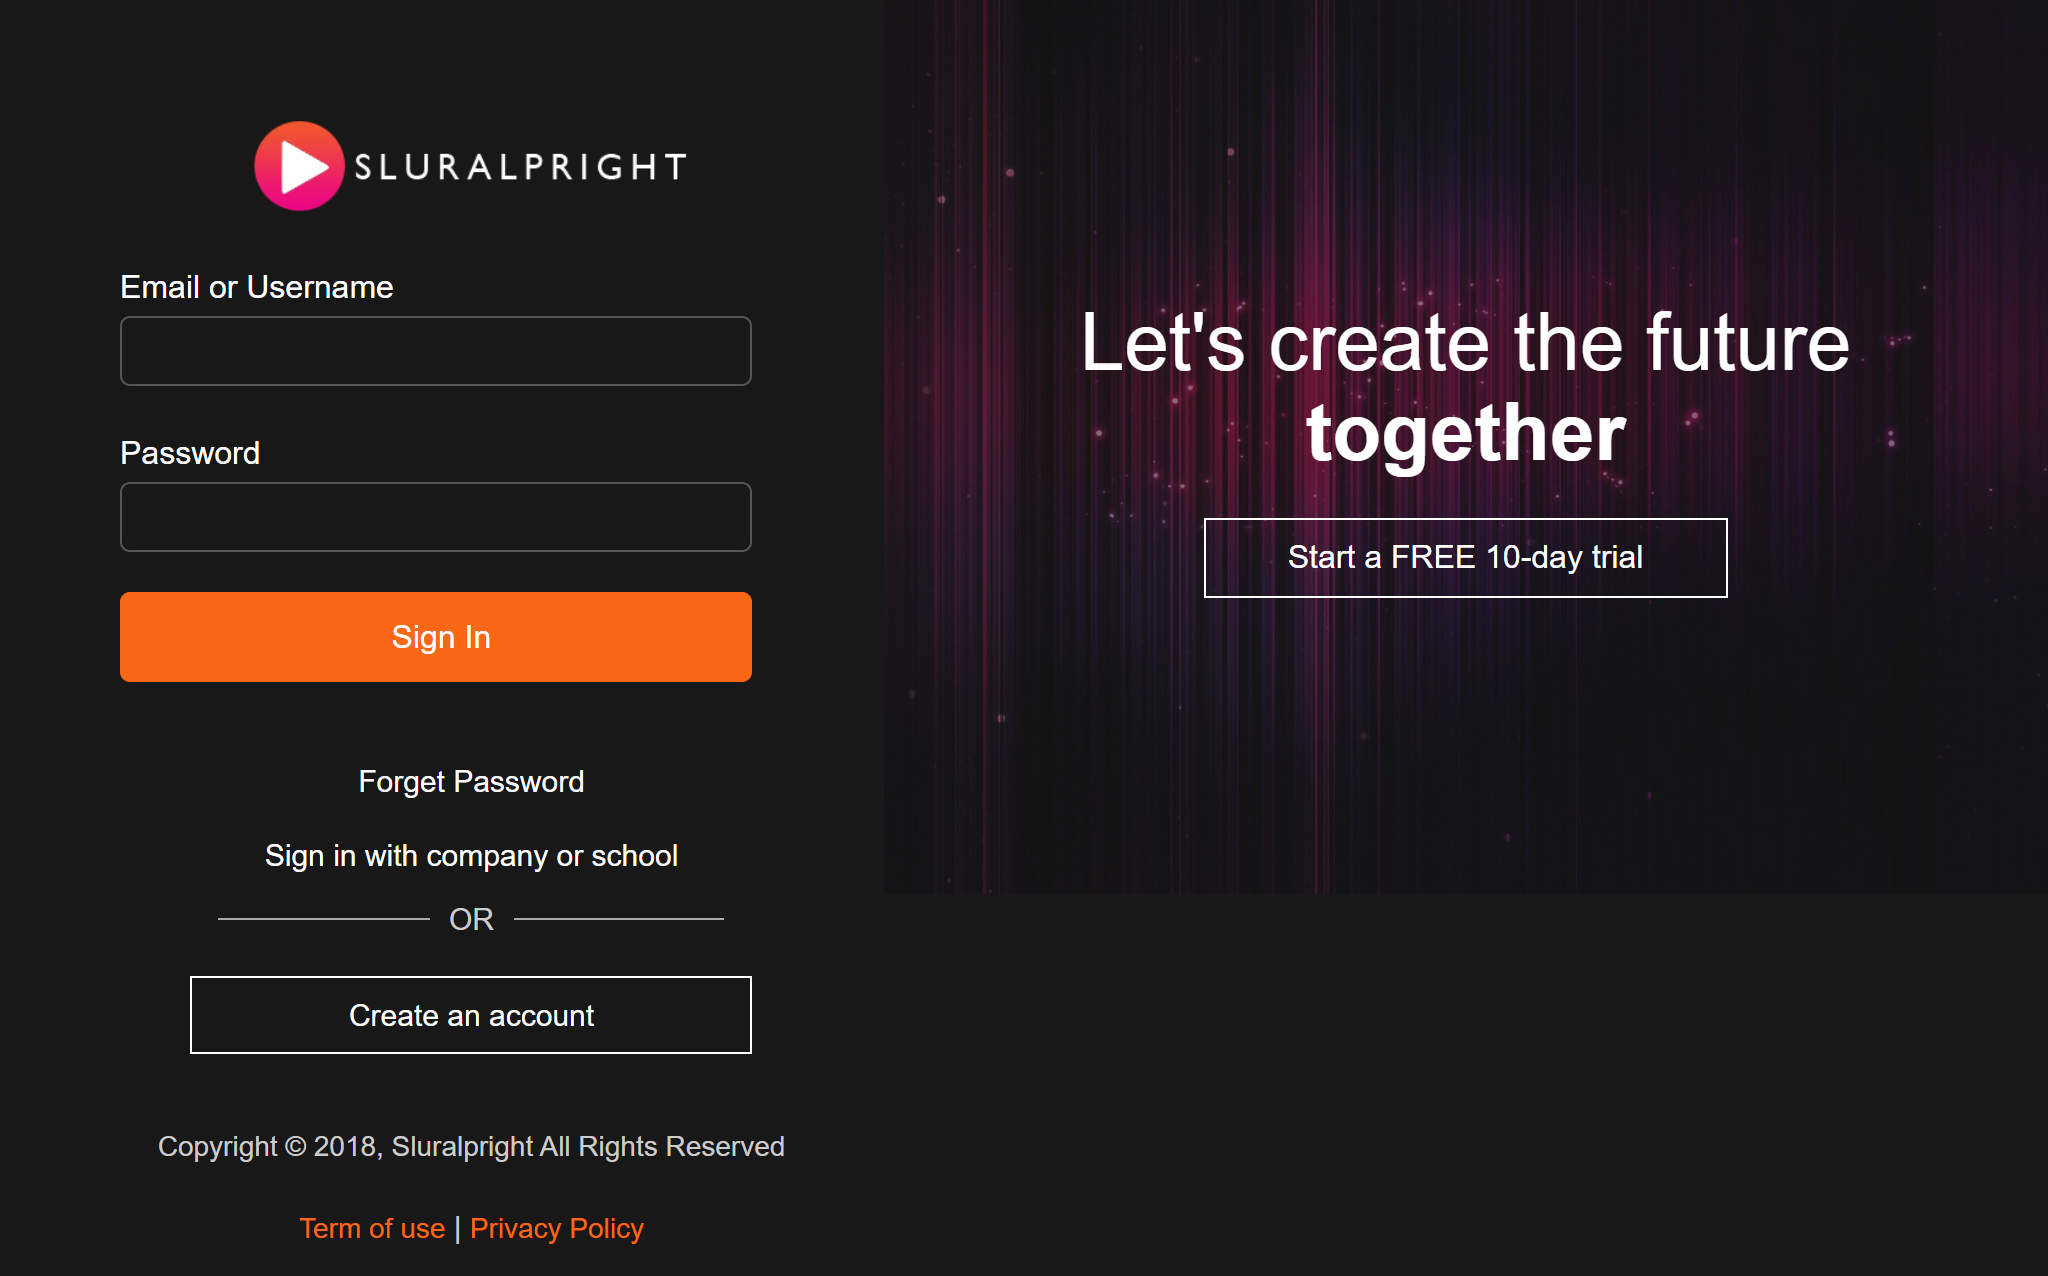 SLURALPRIGHT
Email or Username
Password
Sign In
Forget Password
Sign in with company or school
OR
Create an account
Copyright © 2018, Sluralpright All Rights Reserved
Term of use | Privacy Policy
Let's create the future
together
Start a FREE 10-day trial